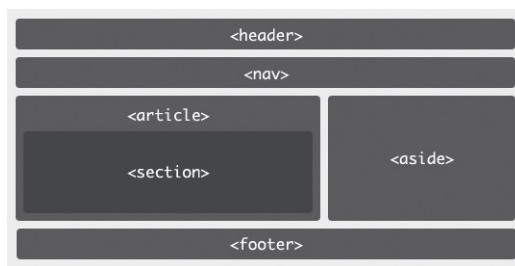 <header>
<nav>
<article>
<section>
<aside>
<footer>